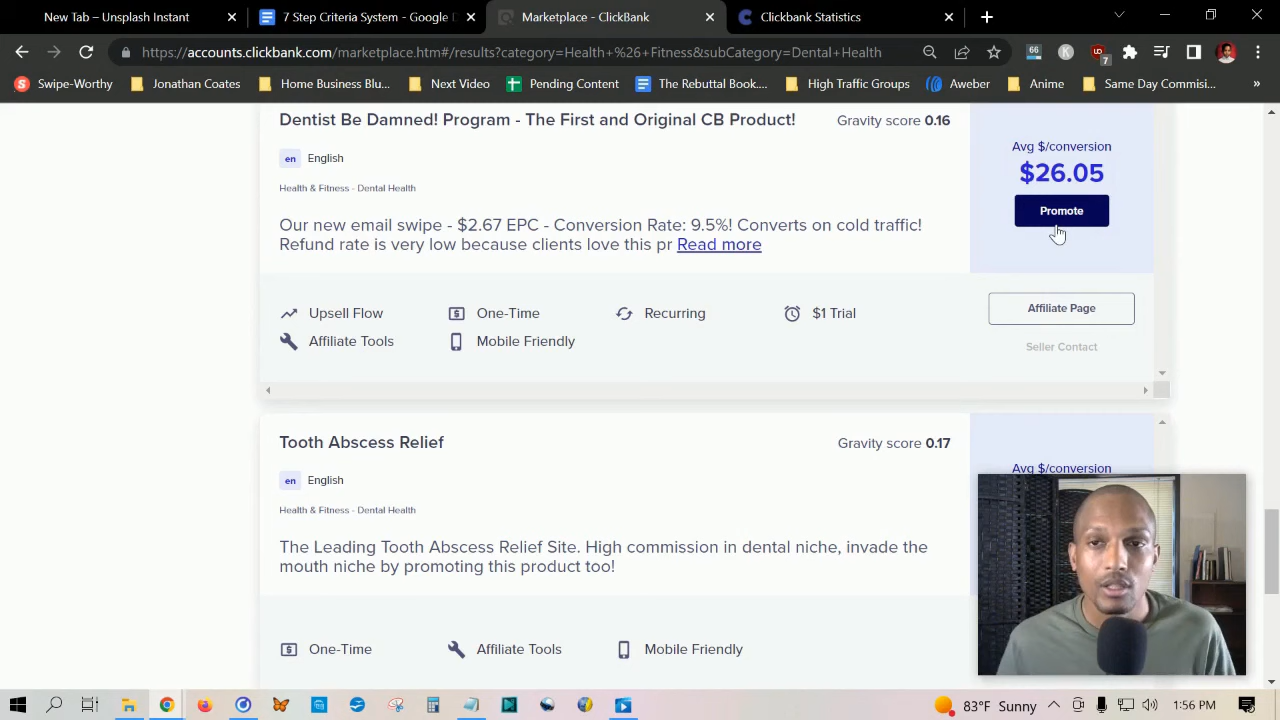 New Tab - Unsplash Instant
7 Step Criteria System - Google D
Marketplace - ClickBank
Clickbank Statistics
https://accounts.clickbank.com/marketplace.htm#/results?category=Health+%26+Fitness&subCategory=Dental+Health
66
7
Swipe-Worthy
Jonathan Coates
Home Business Blu...
Next Video
Pending Content
The Rebuttal Book....
High Traffic Groups
Aweber
Anime
Same Day Commisi...
»
Dentist Be Damned! Program - The First and Original CB Product!
Gravity score 0.16
en English
Health & Fitness - Dental Health
Our new email swipe - $2.67 EPC - Conversion Rate: 9.5%! Converts on cold traffic!
Refund rate is very low because clients love this pr Read more
Avg $/conversion
$26.05
Promote
Upsell Flow
One-Time
Recurring
$1 Trial
Affiliate Tools
Mobile Friendly
Affiliate Page
Seller Contact
Tooth Abscess Relief
Gravity score 0.17
en English
Health & Fitness - Dental Health
The Leading Tooth Abscess Relief Site. High commission in dental niche, invade the
mouth niche by promoting this product too!
Avg $/conversion
One-Time
Affiliate Tools
Mobile Friendly
83°F Sunny
1:56 PM